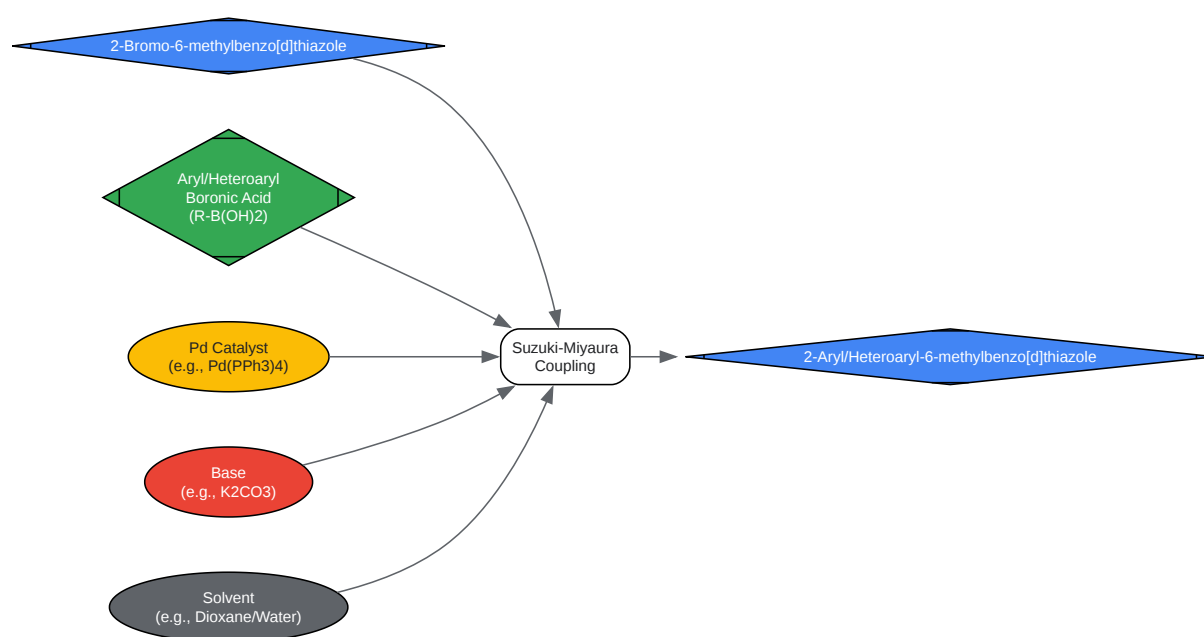 2-Bromo-6-methylbenzo[d]thiazole
Aryl/Heteroaryl
Boronic Acid
(R-B(OH)2)
Pd Catalyst
(e.g., Pd(PPh3)4)
Suzuki-Miyaura
Coupling
2-Aryl/Heteroaryl-6-methylbenzo[d]thiazole
Base
(e.g., K2CO3)
Solvent
(e.g., Dioxane/Water)